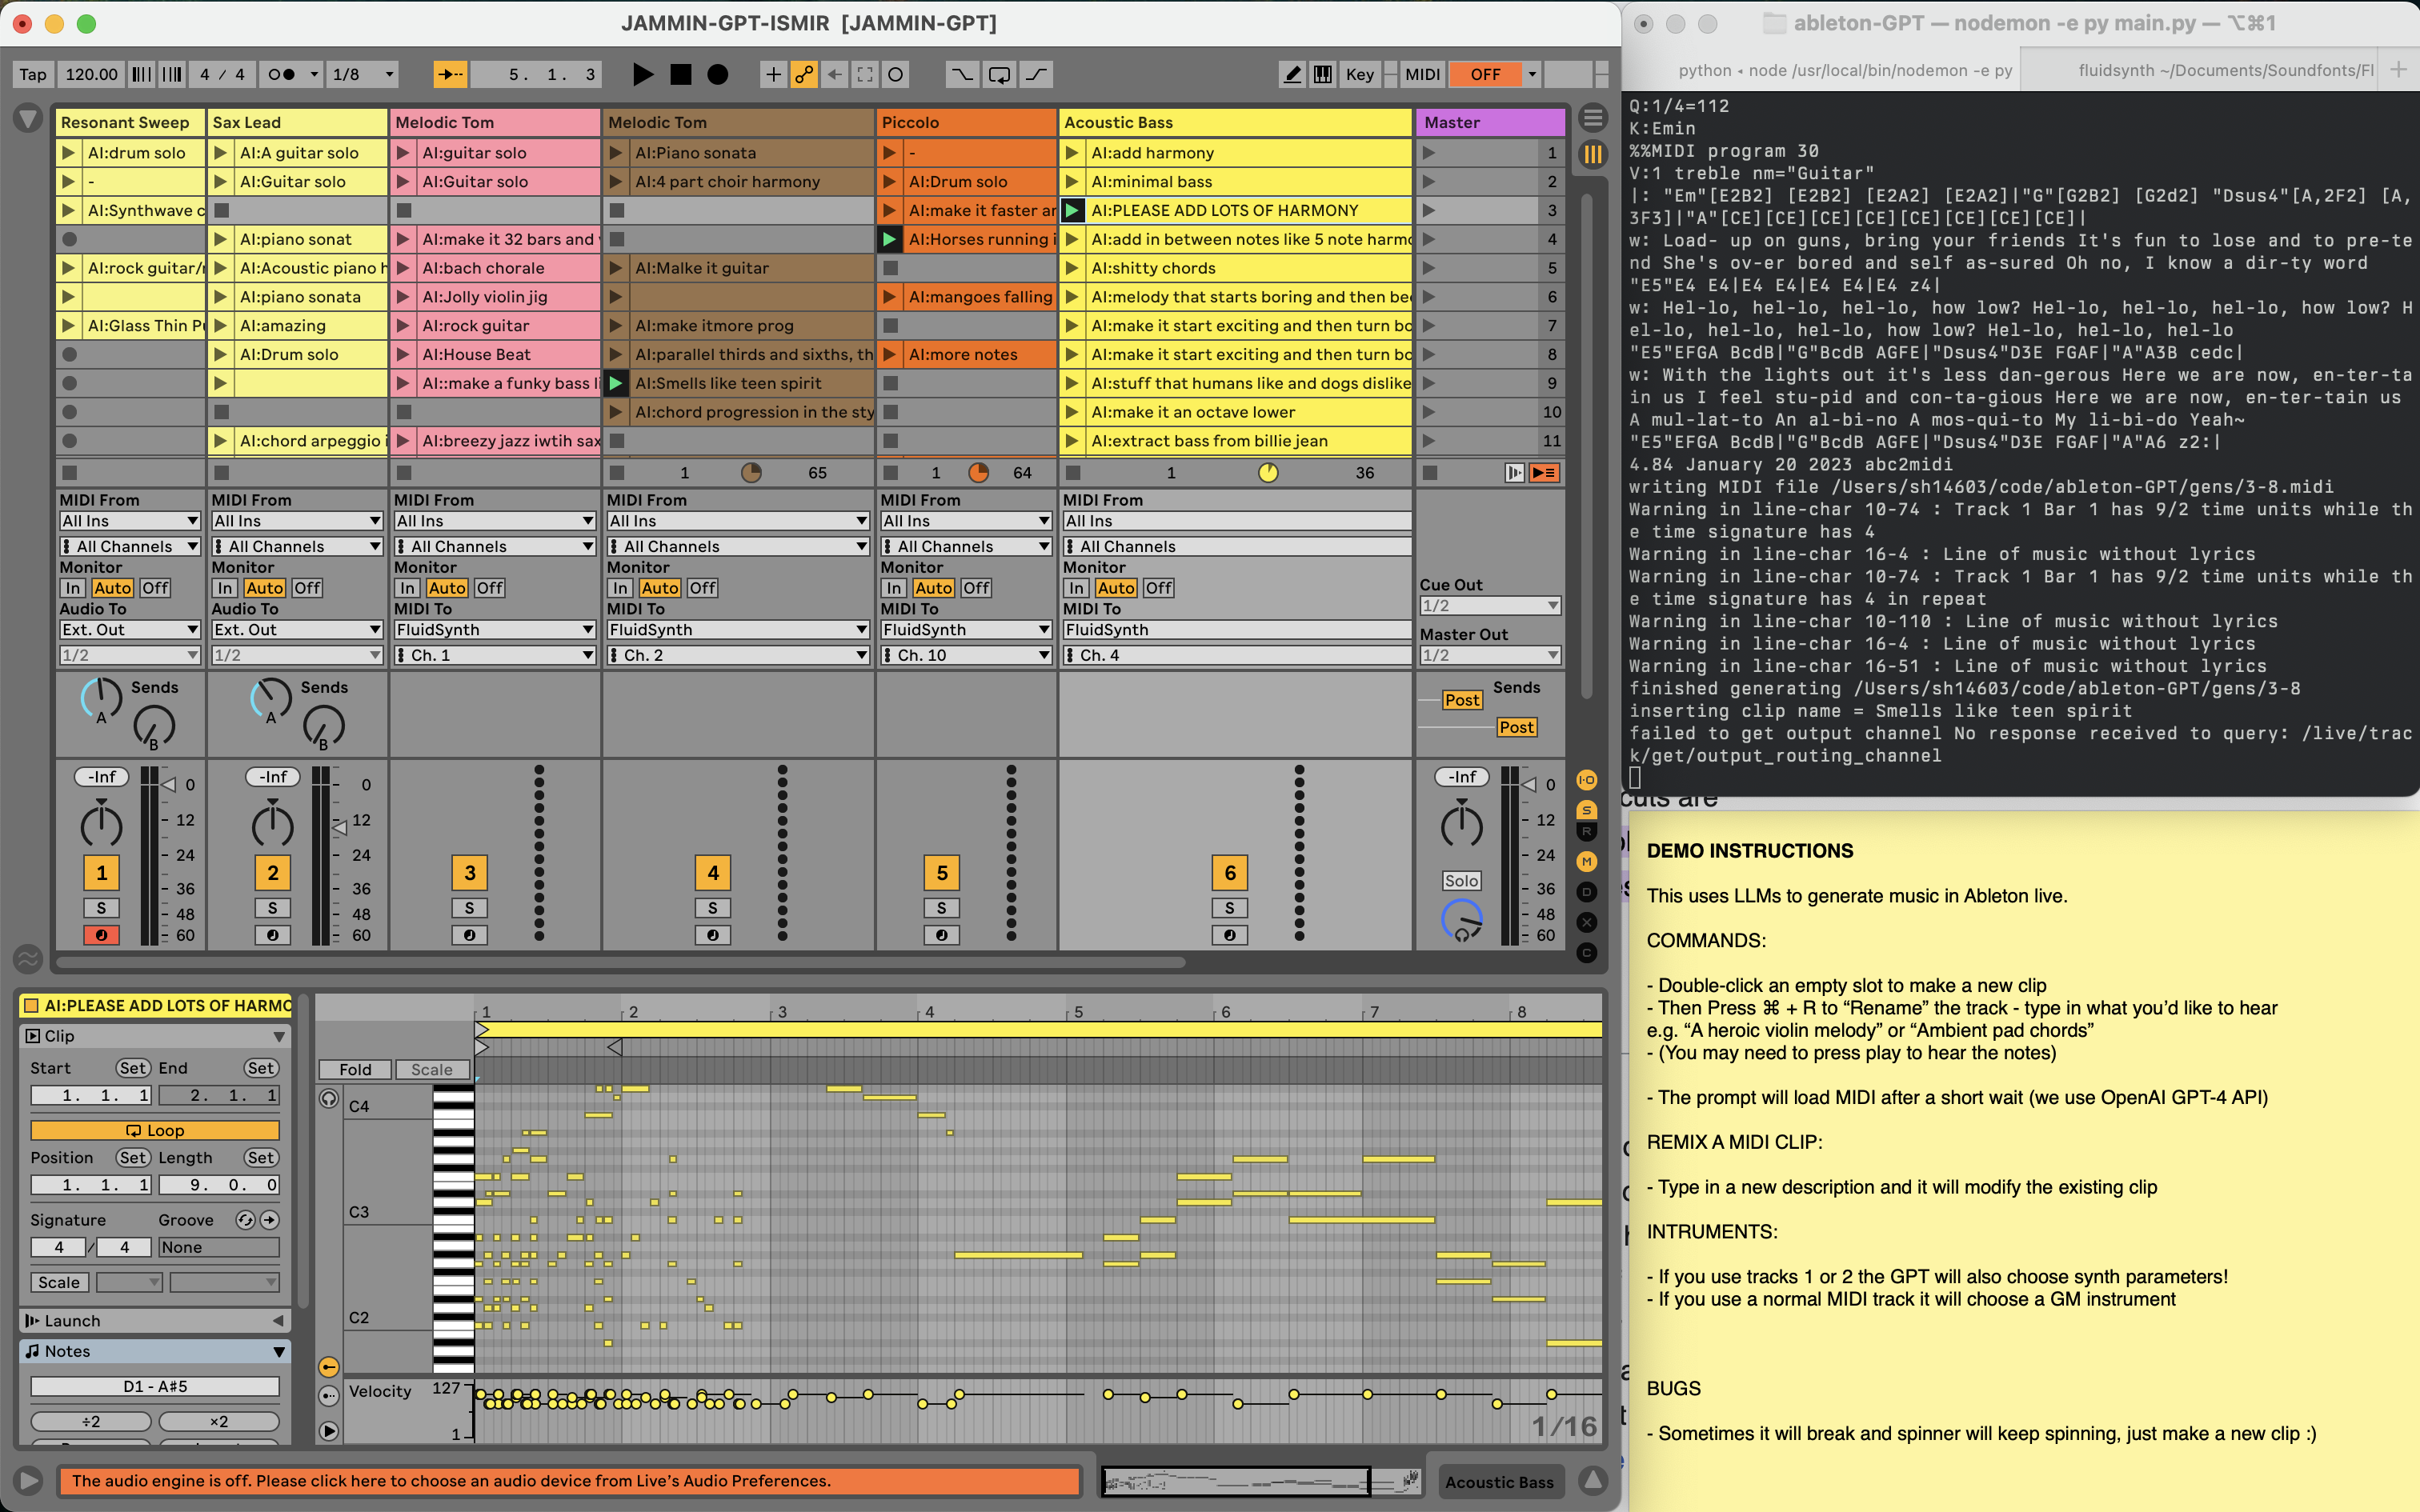 JAMMIN-GPT-ISMIR [JAMMIN-GPT]
Tap 120.00 4 / 4 1/8 5. 1. 3 Key MIDI OFF
Resonant Sweep Sax Lead Melodic Tom Melodic Tom Piccolo Acoustic Bass Master
AI:drum solo AI:A guitar solo AI:guitar solo AI:Piano sonata - AI:add harmony 1
- AI:Guitar solo AI:Guitar solo AI:4 part choir harmony AI:Drum solo AI:minimal bass 2
AI:Synthwave c AI:make it faster ar AI:PLEASE ADD LOTS OF HARMONY 3
AI:piano sonat AI:make it 32 bars and AI:Horses running i AI:add in between notes like 5 note harmo 4
AI:rock guitar/ AI:Acoustic piano h AI:bach chorale AI:Malke it guitar AI:shitty chords 5
AI:piano sonata AI:Jolly violin jig AI:mangoes falling AI:melody that starts boring and then be 6
AI:Glass Thin P AI:amazing AI:rock guitar AI:make itmore prog AI:make it start exciting and then turn bo 7
AI:Drum solo AI:House Beat AI:parallel thirds and sixths, th AI:more notes AI:make it start exciting and then turn bo 8
AI::make a funky bass li AI:Smells like teen spirit AI:stuff that humans like and dogs dislike 9
AI:chord progression in the sty AI:make it an octave lower 10
AI:chord arpeggio i AI:breezy jazz iwtih sax AI:extract bass from billie jean 11
1 65 1 64 1 36
MIDI From MIDI From MIDI From MIDI From MIDI From MIDI From
All Ins All Ins All Ins All Ins All Ins All Ins
All Channels All Channels All Channels All Channels All Channels All Channels
Monitor Monitor Monitor Monitor Monitor Monitor
In Auto Off In Auto Off In Auto Off In Auto Off In Auto Off In Auto Off Cue Out
Audio To Audio To MIDI To MIDI To MIDI To MIDI To 1/2
Ext. Out Ext. Out FluidSynth FluidSynth FluidSynth FluidSynth Master Out
1/2 1/2 Ch. 1 Ch. 2 Ch. 10 Ch. 4 1/2
Sends Sends Sends
A A Post
B B Post
-Inf -Inf -Inf
0 0 0
12 12 12
24 24 24
1 2 3 4 5 6 Solo
36 36 36
S S S S S S
48 48 48
60 60 60
I-O
S
R
M
D
X
C
AI:PLEASE ADD LOTS OF HARMO
Clip
Start Set End Set
1. 1. 1 2. 1. 1
Loop
Position Set Length Set
1. 1. 1 9. 0. 0
Signature Groove
4 / 4 None
Scale
Launch
Notes
D1 - A#5
÷2 ×2
1 2 3 4 5 6 7 8
Fold Scale
C4
C3
C2
Velocity 127
1
1/16
The audio engine is off. Please click here to choose an audio device from Live's Audio Preferences.
Acoustic Bass
ableton-GPT — nodemon -e py main.py — ⌥⌘1
python ◂ node /usr/local/bin/nodemon -e py fluidsynth ~/Documents/Soundfonts/Fl
Q:1/4=112
K:Emin
%%MIDI program 30
V:1 treble nm="Guitar"
|: "Em"[E2B2] [E2B2] [E2A2] [E2A2]|"G"[G2B2] [G2d2] "Dsus4"[A,2F2] [A,
3F3]|"A"[CE][CE][CE][CE][CE][CE][CE][CE]|
w: Load- up on guns, bring your friends It's fun to lose and to pre-te
nd She's ov-er bored and self as-sured Oh no, I know a dir-ty word
"E5"E4 E4|E4 E4|E4 E4|E4 z4|
w: Hel-lo, hel-lo, hel-lo, how low? Hel-lo, hel-lo, hel-lo, how low? H
el-lo, hel-lo, hel-lo, how low? Hel-lo, hel-lo, hel-lo
"E5"EFGA BcdB|"G"BcdB AGFE|"Dsus4"D3E FGAF|"A"A3B cedc|
w: With the lights out it's less dan-gerous Here we are now, en-ter-ta
in us I feel stu-pid and con-ta-gious Here we are now, en-ter-tain us
A mul-lat-to An al-bi-no A mos-qui-to My li-bi-do Yeah~
"E5"EFGA BcdB|"G"BcdB AGFE|"Dsus4"D3E FGAF|"A"A6 z2:|
4.84 January 20 2023 abc2midi
writing MIDI file /Users/sh14603/code/ableton-GPT/gens/3-8.midi
Warning in line-char 10-74 : Track 1 Bar 1 has 9/2 time units while th
e time signature has 4
Warning in line-char 16-4 : Line of music without lyrics
Warning in line-char 10-74 : Track 1 Bar 1 has 9/2 time units while th
e time signature has 4 in repeat
Warning in line-char 10-110 : Line of music without lyrics
Warning in line-char 16-4 : Line of music without lyrics
Warning in line-char 16-51 : Line of music without lyrics
finished generating /Users/sh14603/code/ableton-GPT/gens/3-8
inserting clip name = Smells like teen spirit
failed to get output channel No response received to query: /live/trac
k/get/output_routing_channel
cuts are
DEMO INSTRUCTIONS
This uses LLMs to generate music in Ableton live.
COMMANDS:
- Double-click an empty slot to make a new clip
- Then Press ⌘ + R to “Rename” the track - type in what you’d like to hear
e.g. “A heroic violin melody” or “Ambient pad chords”
- (You may need to press play to hear the notes)
- The prompt will load MIDI after a short wait (we use OpenAI GPT-4 API)
REMIX A MIDI CLIP:
- Type in a new description and it will modify the existing clip
INTRUMENTS:
- If you use tracks 1 or 2 the GPT will also choose synth parameters!
- If you use a normal MIDI track it will choose a GM instrument
BUGS
- Sometimes it will break and spinner will keep spinning, just make a new clip :)